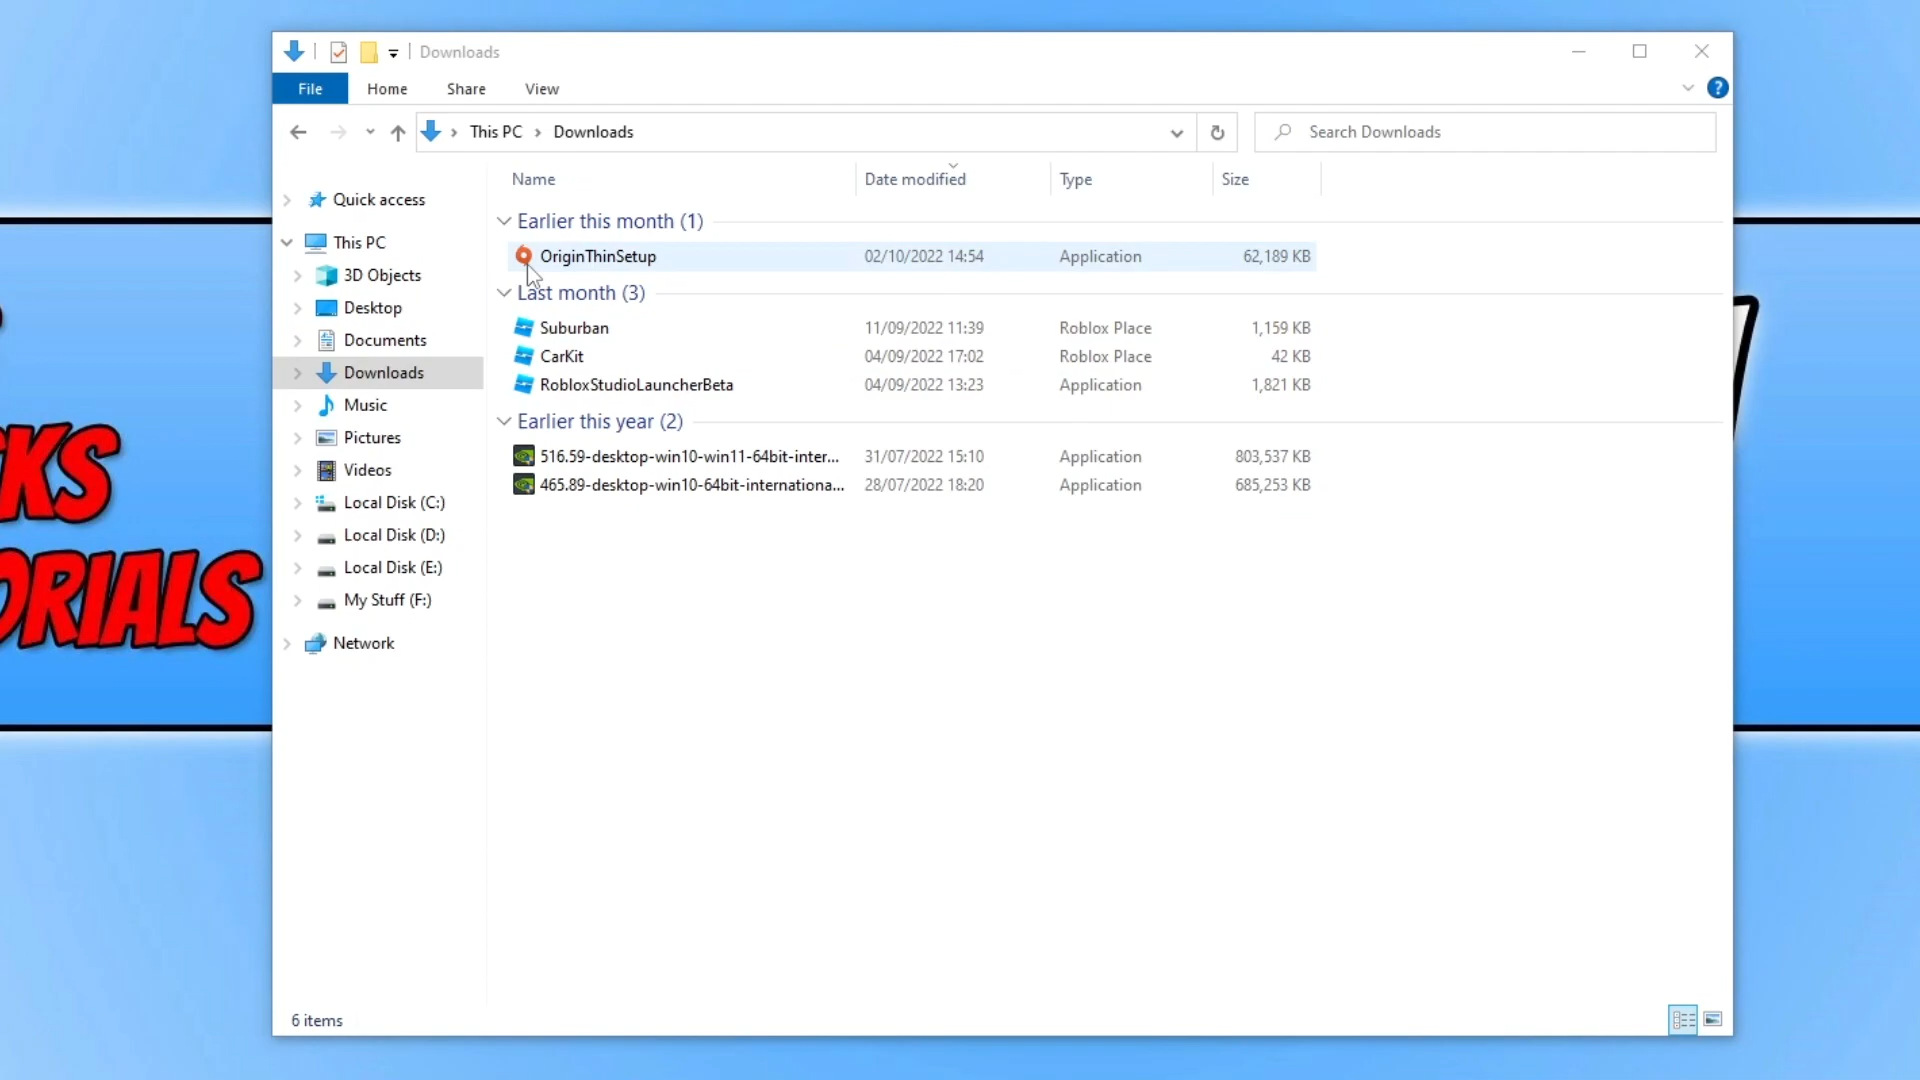 Downloads
File Home Share View
This PC Downloads Search Downloads
Name Date modified Type Size
Quick access
This PC
3D Objects
Desktop
Documents
Downloads
Music
Pictures
Videos
Local Disk (C:)
Local Disk (D:)
Local Disk (E:)
My Stuff (F:)
Network
Earlier this month (1)
OriginThinSetup 02/10/2022 14:54 Application 62,189 KB
Last month (3)
Suburban 11/09/2022 11:39 Roblox Place 1,159 KB
CarKit 04/09/2022 17:02 Roblox Place 42 KB
RobloxStudioLauncherBeta 04/09/2022 13:23 Application 1,821 KB
Earlier this year (2)
516.59-desktop-win10-win11-64bit-inter... 31/07/2022 15:10 Application 803,537 KB
465.89-desktop-win10-64bit-internationa... 28/07/2022 18:20 Application 685,253 KB
6 items
KS
ORIALS